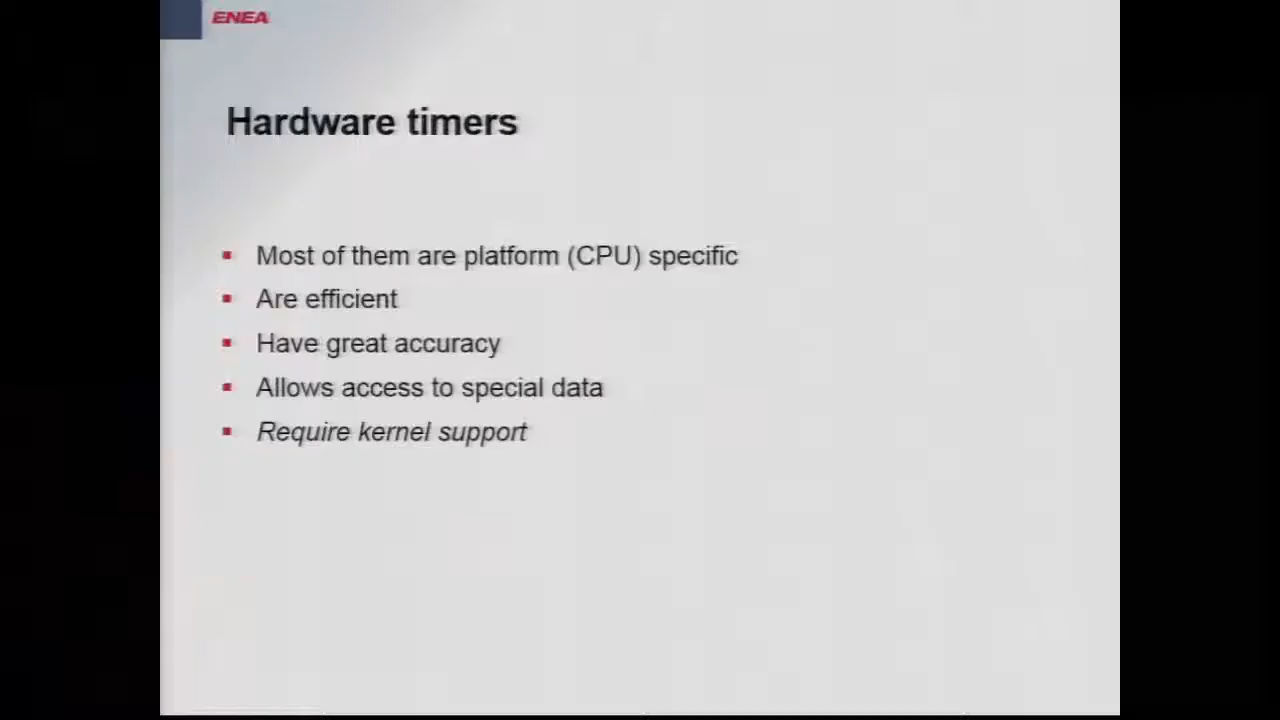 ENEA
Hardware timers
Most of them are platform (CPU) specific
Are efficient
Have great accuracy
Allows access to special data
Require kernel support